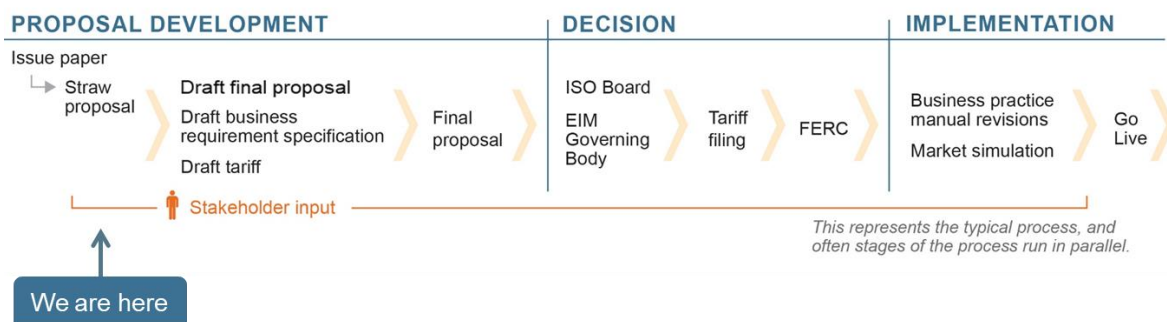 PROPOSAL DEVELOPMENT
Issue paper
Straw
proposal
Draft final proposal
Draft business
requirement specification
Draft tariff
Final
proposal
DECISION
ISO Board
EIM
Governing
Body
Tariff
filing
FERC
IMPLEMENTATION
Business practice
manual revisions
Market simulation
Go
Live
Stakeholder input
This represents the typical process, and
often stages of the process run in parallel.
We are here